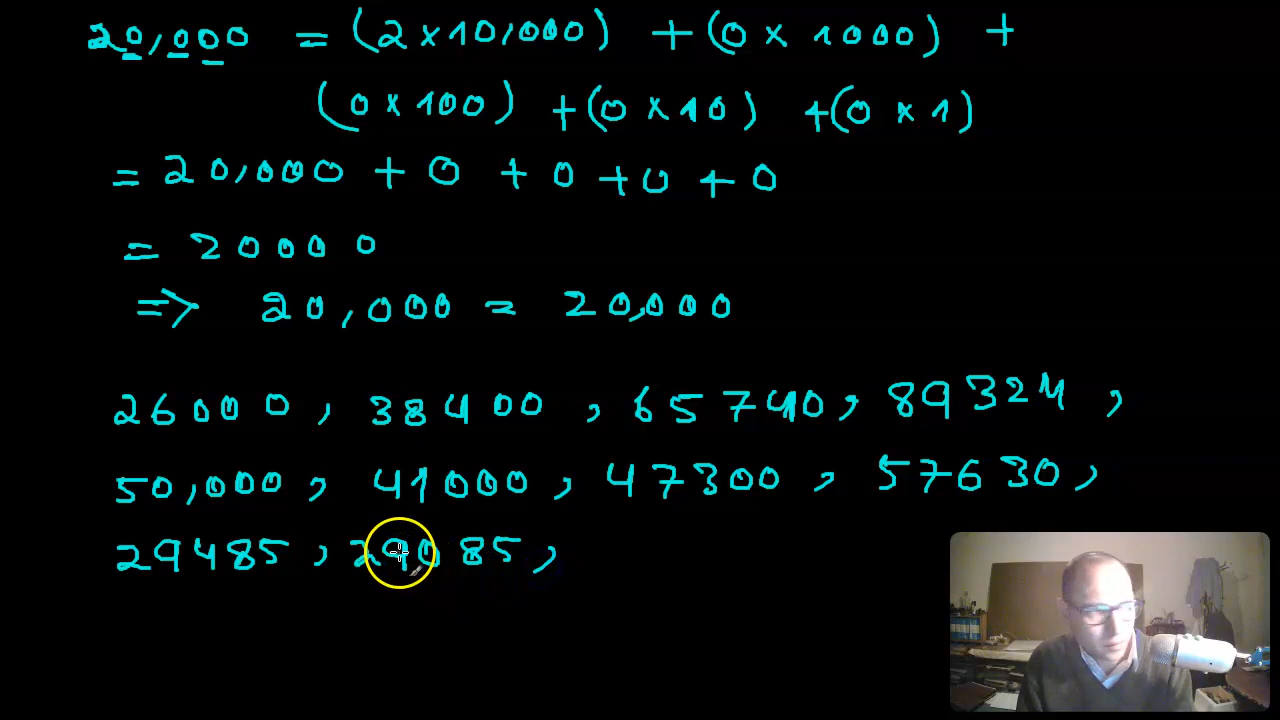 20,000 = (2 × 10,000) + (0 × 1000) +
(0 × 100) + (0 × 10) + (0 × 1)
= 20,000 + 0 + 0 + 0 + 0
= 20000
=> 20,000 = 20,000
26000, 38400, 65740, 89324,
50,000, 41000, 47300, 57630,
29485, 29085,